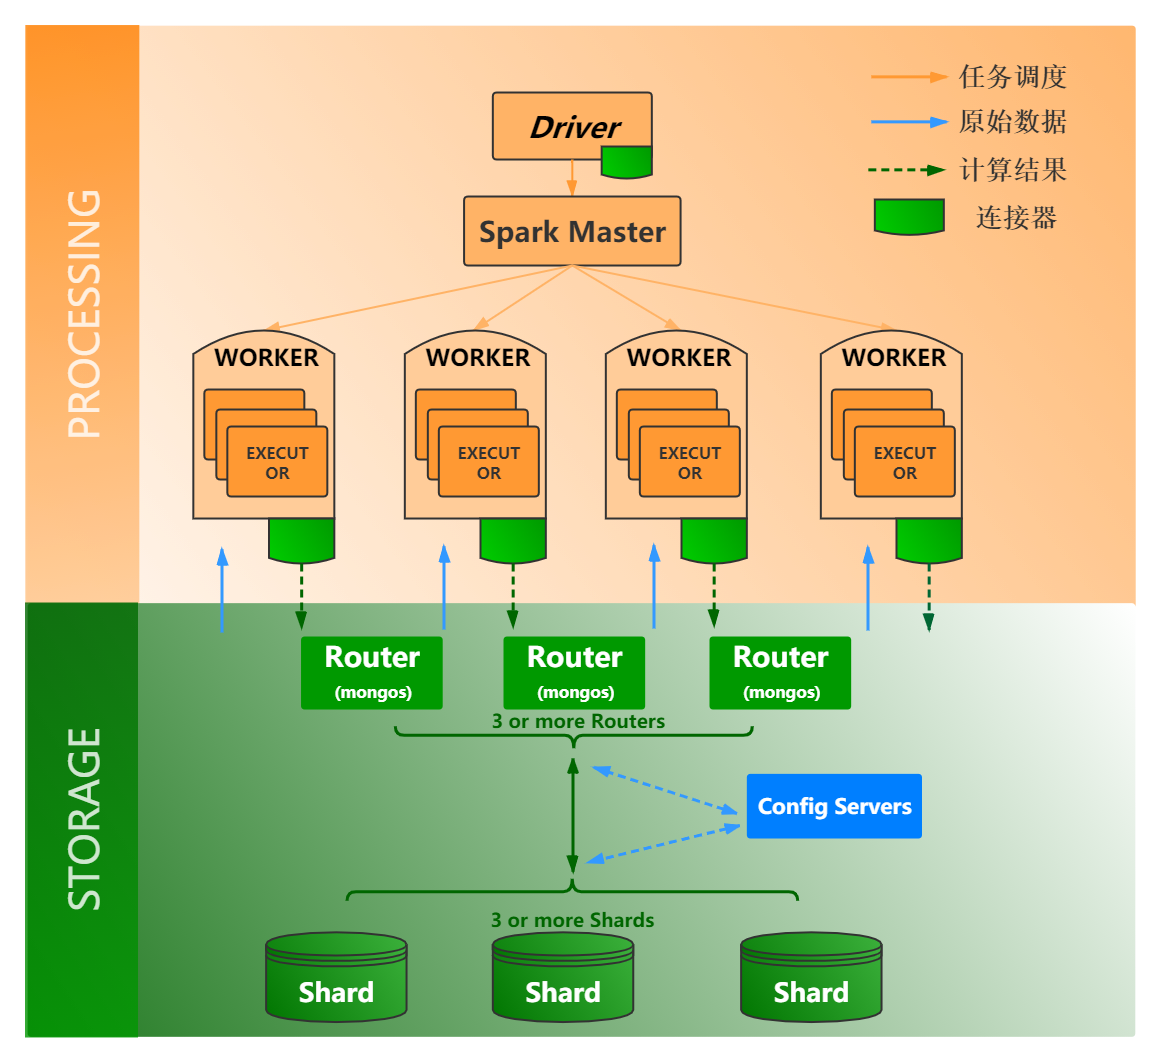 PROCESSING
任务调度
原始数据
计算结果
连接器
Driver
Spark Master
WORKER
EXECUT
OR
WORKER
EXECUT
OR
WORKER
EXECUT
OR
WORKER
EXECUT
OR
STORAGE
Router
(mongos)
Router
(mongos)
Router
(mongos)
3 or more Routers
Config Servers
3 or more Shards
Shard
Shard
Shard